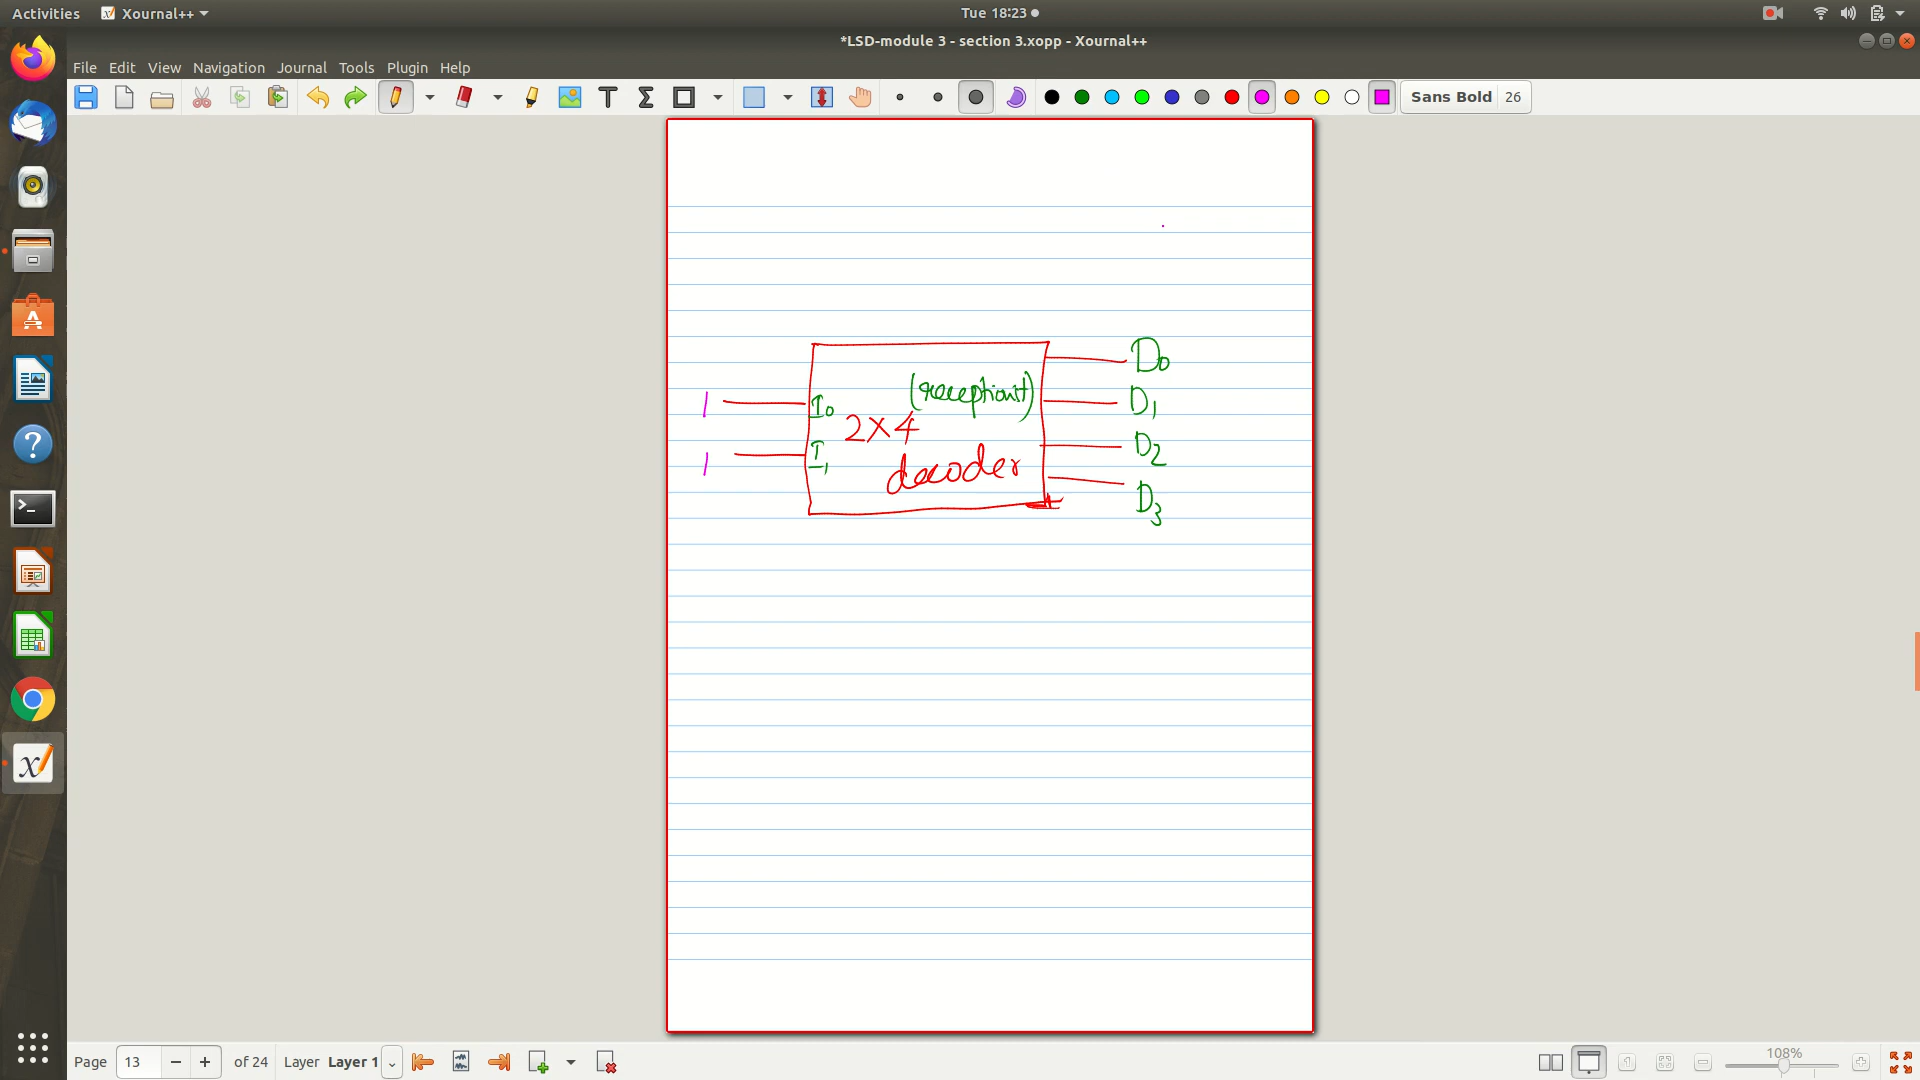 Activities Xournal++ Tue 18:23
*LSD-module 3 - section 3.xopp - Xournal++
File Edit View Navigation Journal Tools Plugin Help
Sans Bold 26
D0
(receptionist)
1 I0 D1
2X4
1 I1 D2
decoder
D3
Page 13 of 24 Layer Layer 1 108%